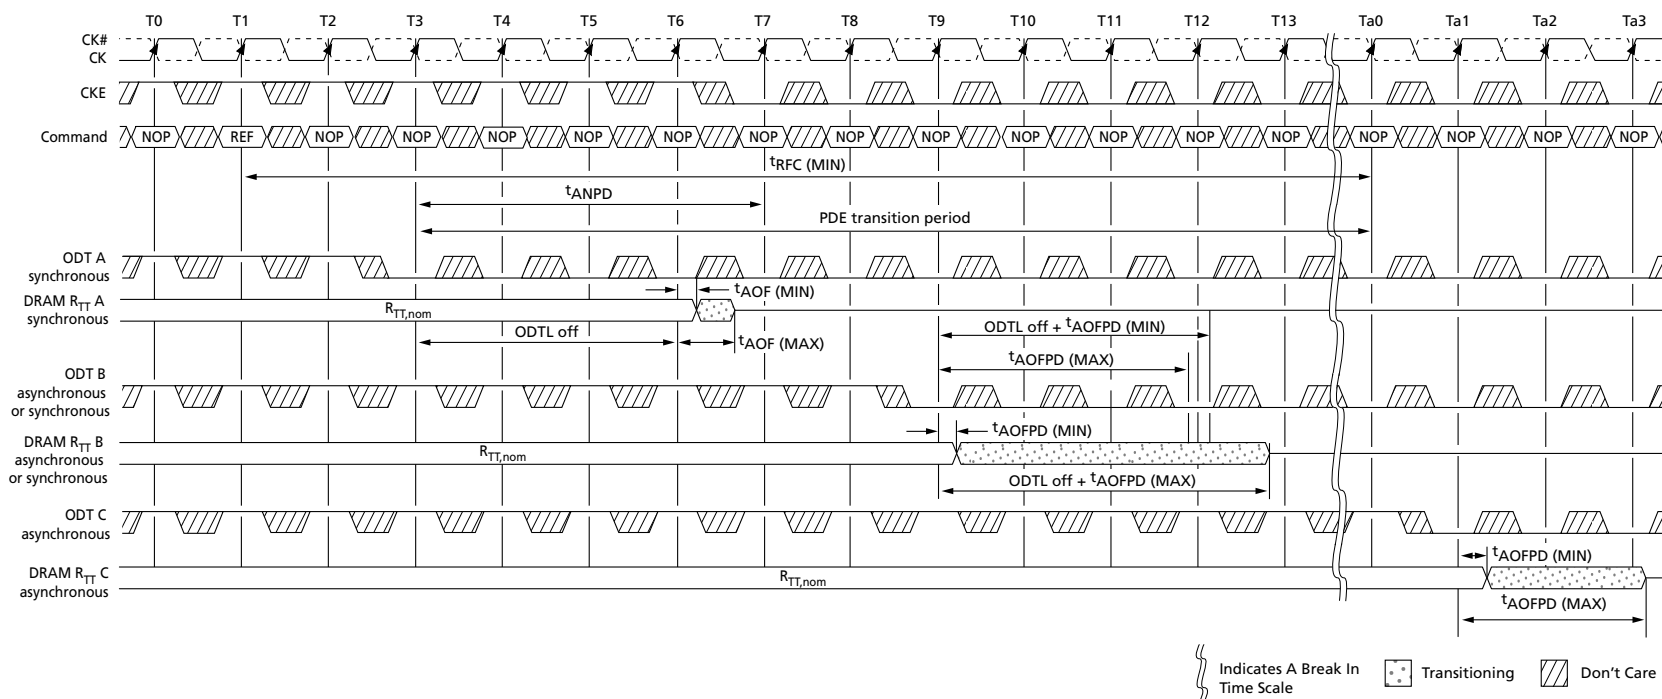 T0 T1 T2 T3 T4 T5 T6 T7 T8 T9 T10 T11 T12 T13 Ta0 Ta1 Ta2 Ta3
CK#
CK
CKE
Command NOP REF NOP NOP NOP NOP NOP NOP NOP NOP NOP NOP NOP NOP NOP NOP NOP NOP
tRFC (MIN)
tANPD
PDE transition period
ODT A
synchronous
tAOF (MIN)
DRAM RTT A
synchronous
RTT,nom
ODTL off
tAOF (MAX)
ODTL off + tAOFPD (MIN)
tAOFPD (MAX)
ODT B
asynchronous
or synchronous
tAOFPD (MIN)
DRAM RTT B
asynchronous
or synchronous
RTT,nom
ODTL off + tAOFPD (MAX)
ODT C
asynchronous
tAOFPD (MIN)
DRAM RTT C
asynchronous
RTT,nom
tAOFPD (MAX)
Indicates A Break In
Time Scale
Transitioning
Don't Care